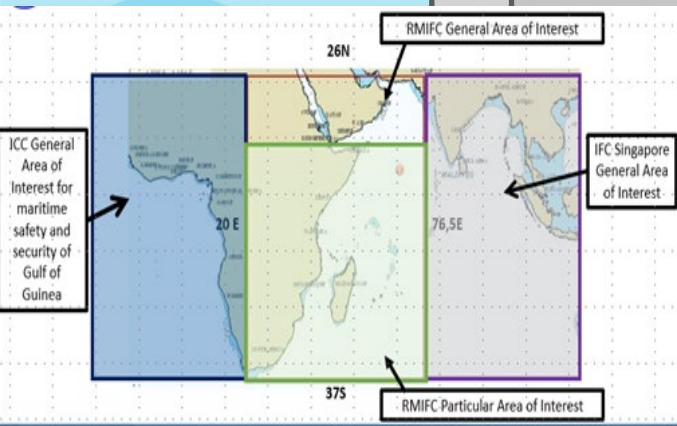 RMIFC General Area of Interest
26N
ICC General
Area of
Interest for
maritime
safety and
security of
Gulf of
Guinea
IFC Singapore
General Area
of Interest
20 E
76,5E
37S
RMIFC Particular Area of Interest